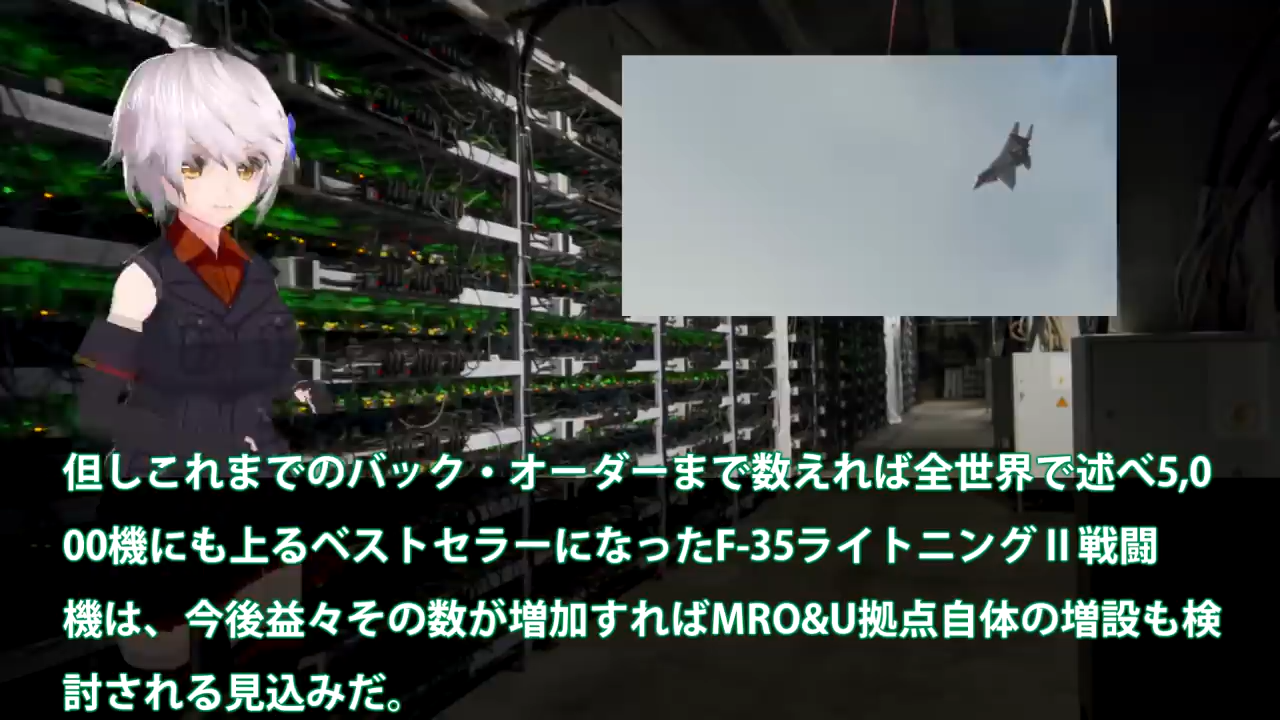 但しこれまでのバック・オーダーまで数えれば全世界で述べ5,0
00機にも上るベストセラーになったF-35ライトニングⅡ戦闘
機は、今後益々その数が増加すればMRO&U拠点自体の増設も検
討される見込みだ。